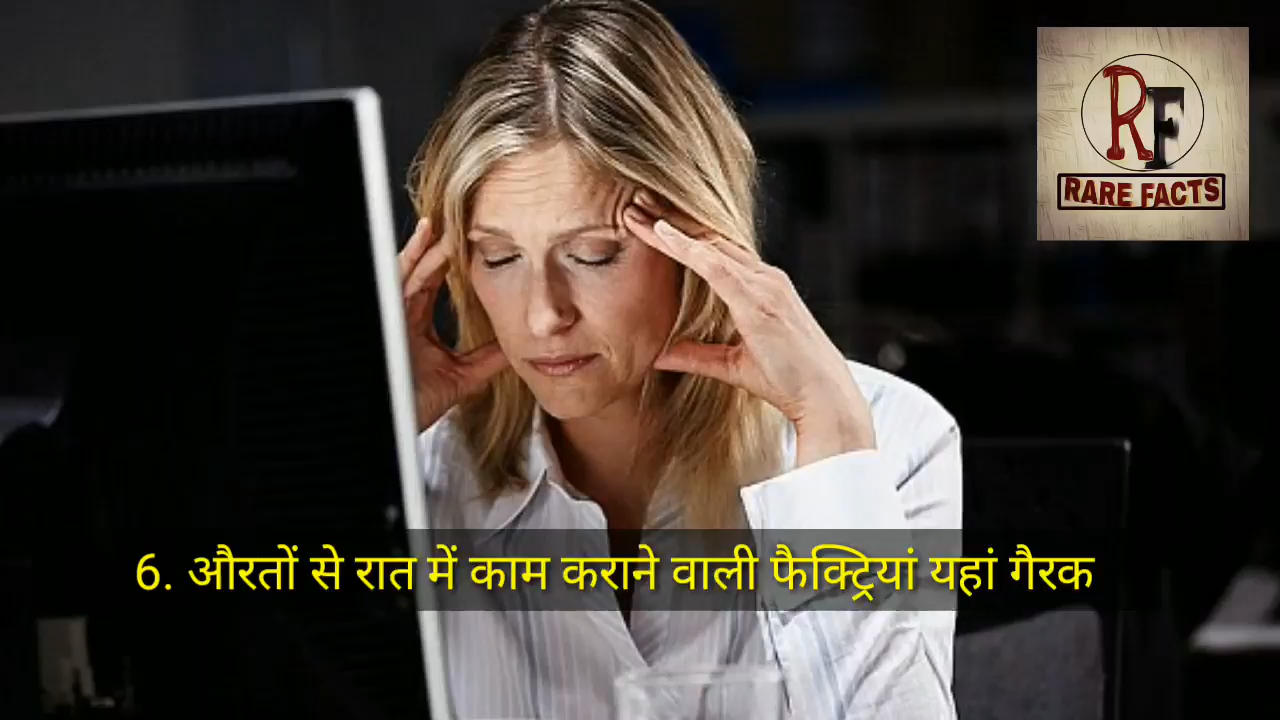 RF
RARE FACTS
6. औरतों से रात में काम कराने वाली फैक्ट्रियां यहां गैरक